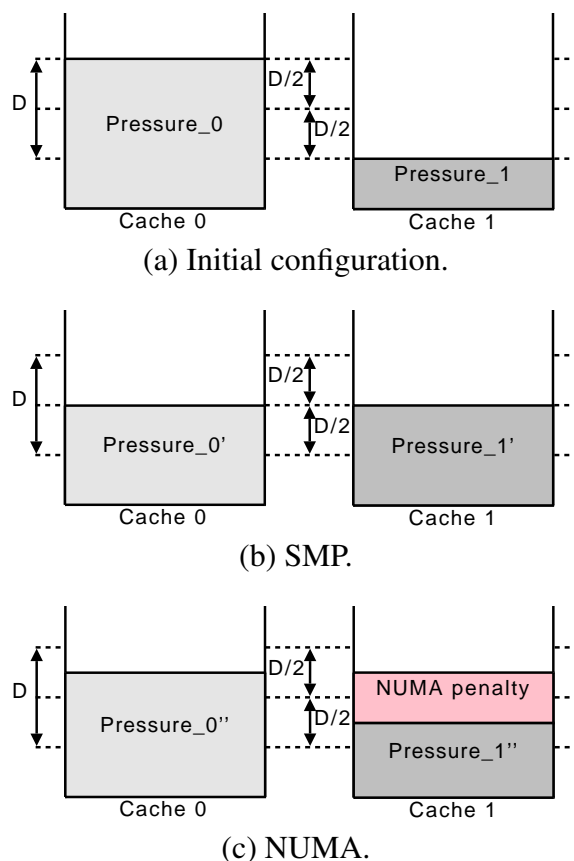 D
D/2
Pressure_0
D/2
Pressure_1
Cache 0
Cache 1
(a) Initial configuration.
D
D/2
D/2
Pressure_0'
Pressure_1'
Cache 0
Cache 1
(b) SMP.
D
D/2
NUMA penalty
D/2
Pressure_0''
Pressure_1''
Cache 0
Cache 1
(c) NUMA.